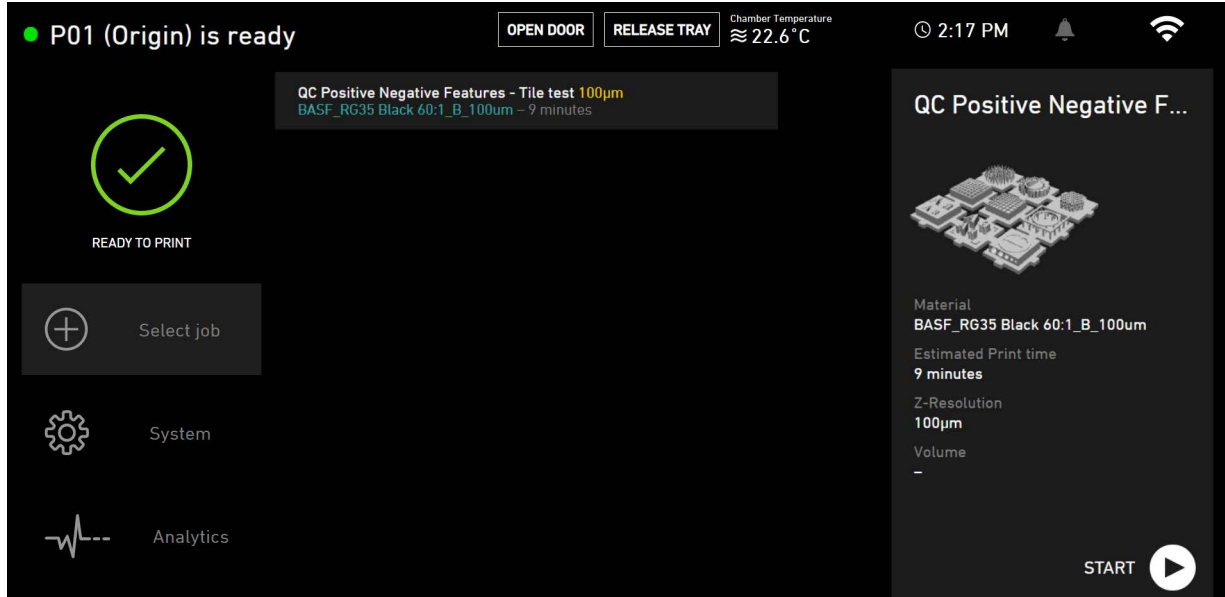 P01 (Origin) is ready
OPEN DOOR
RELEASE TRAY
Chamber Temperature
≈ 22.6°C
2:17 PM
READY TO PRINT
Select job
System
Analytics
QC Positive Negative Features - Tile test 100µm
BASF_RG35 Black 60:1_B_100um – 9 minutes
QC Positive Negative F...
Material
BASF_RG35 Black 60:1_B_100um
Estimated Print time
9 minutes
Z-Resolution
100µm
Volume
–
START